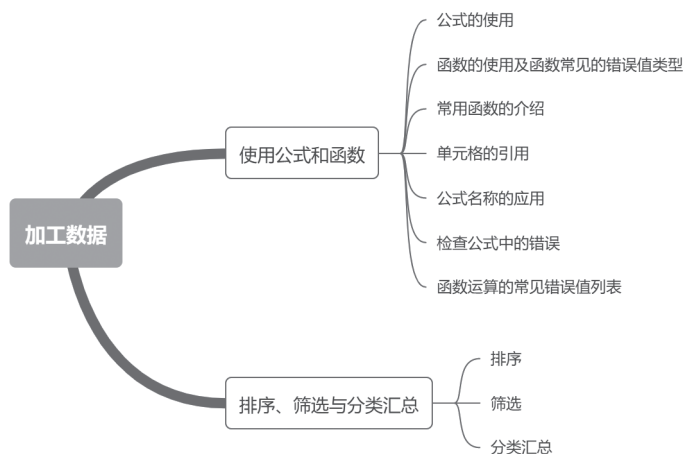 加工数据
使用公式和函数
公式的使用
函数的使用及函数常见的错误值类型
常用函数的介绍
单元格的引用
公式名称的应用
检查公式中的错误
函数运算的常见错误值列表
排序、筛选与分类汇总
排序
筛选
分类汇总